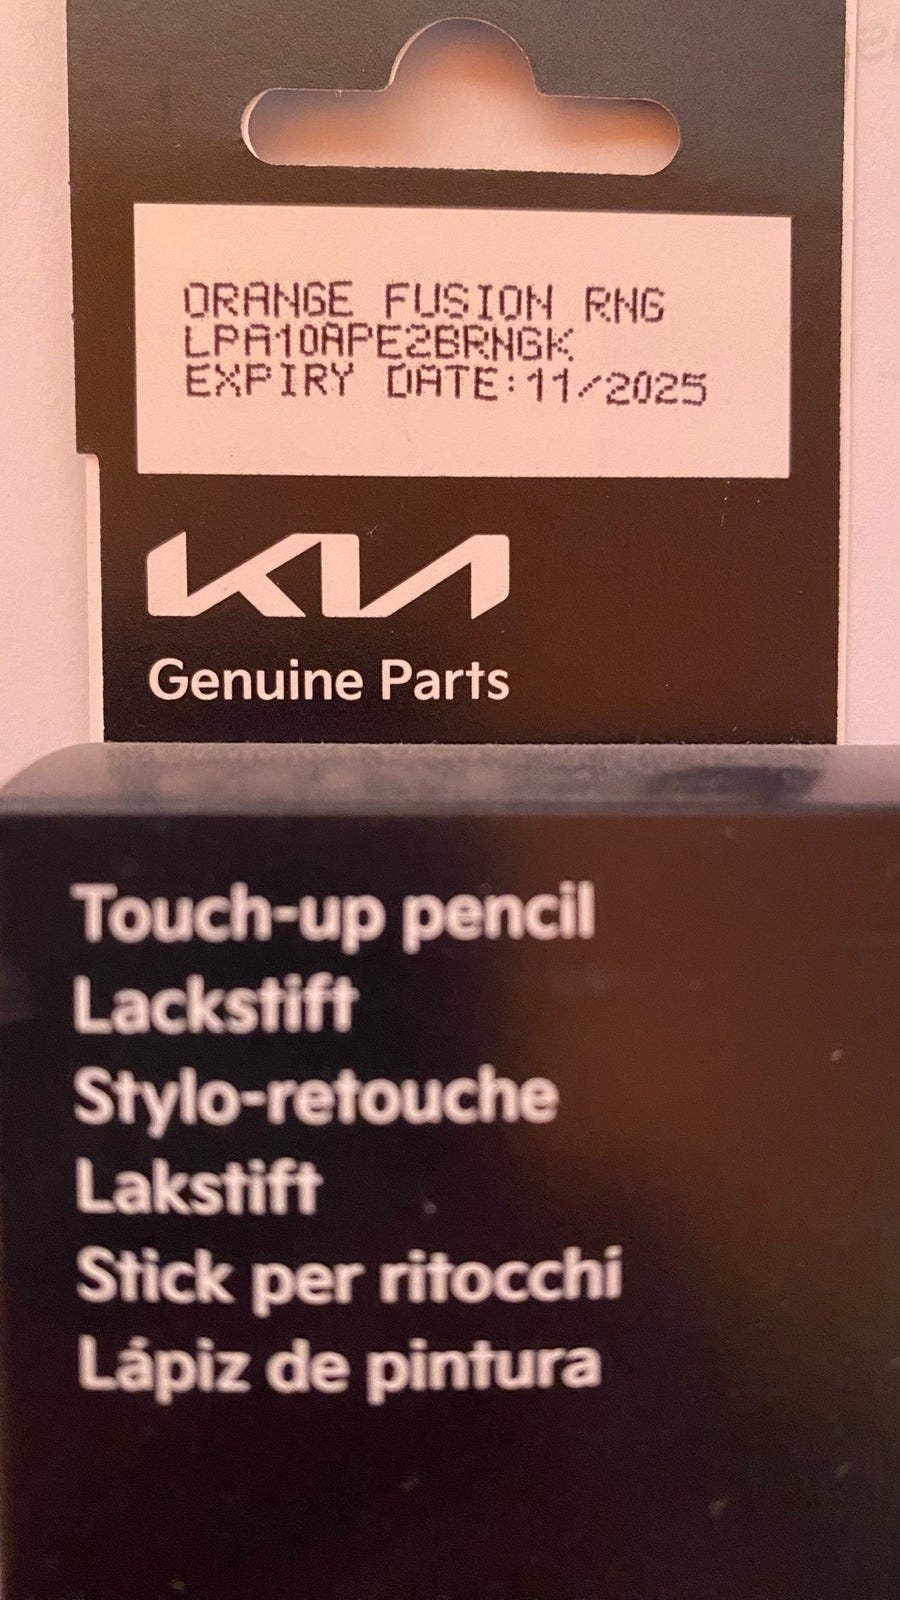 ORANGE FUSION RNG
LPA10APE2BRNGK
EXPIRY DATE:11/2025
KIA
Genuine Parts
Touch-up pencil
Lackstift
Stylo-retouche
Lakstift
Stick per ritocchi
Lápiz de pintura